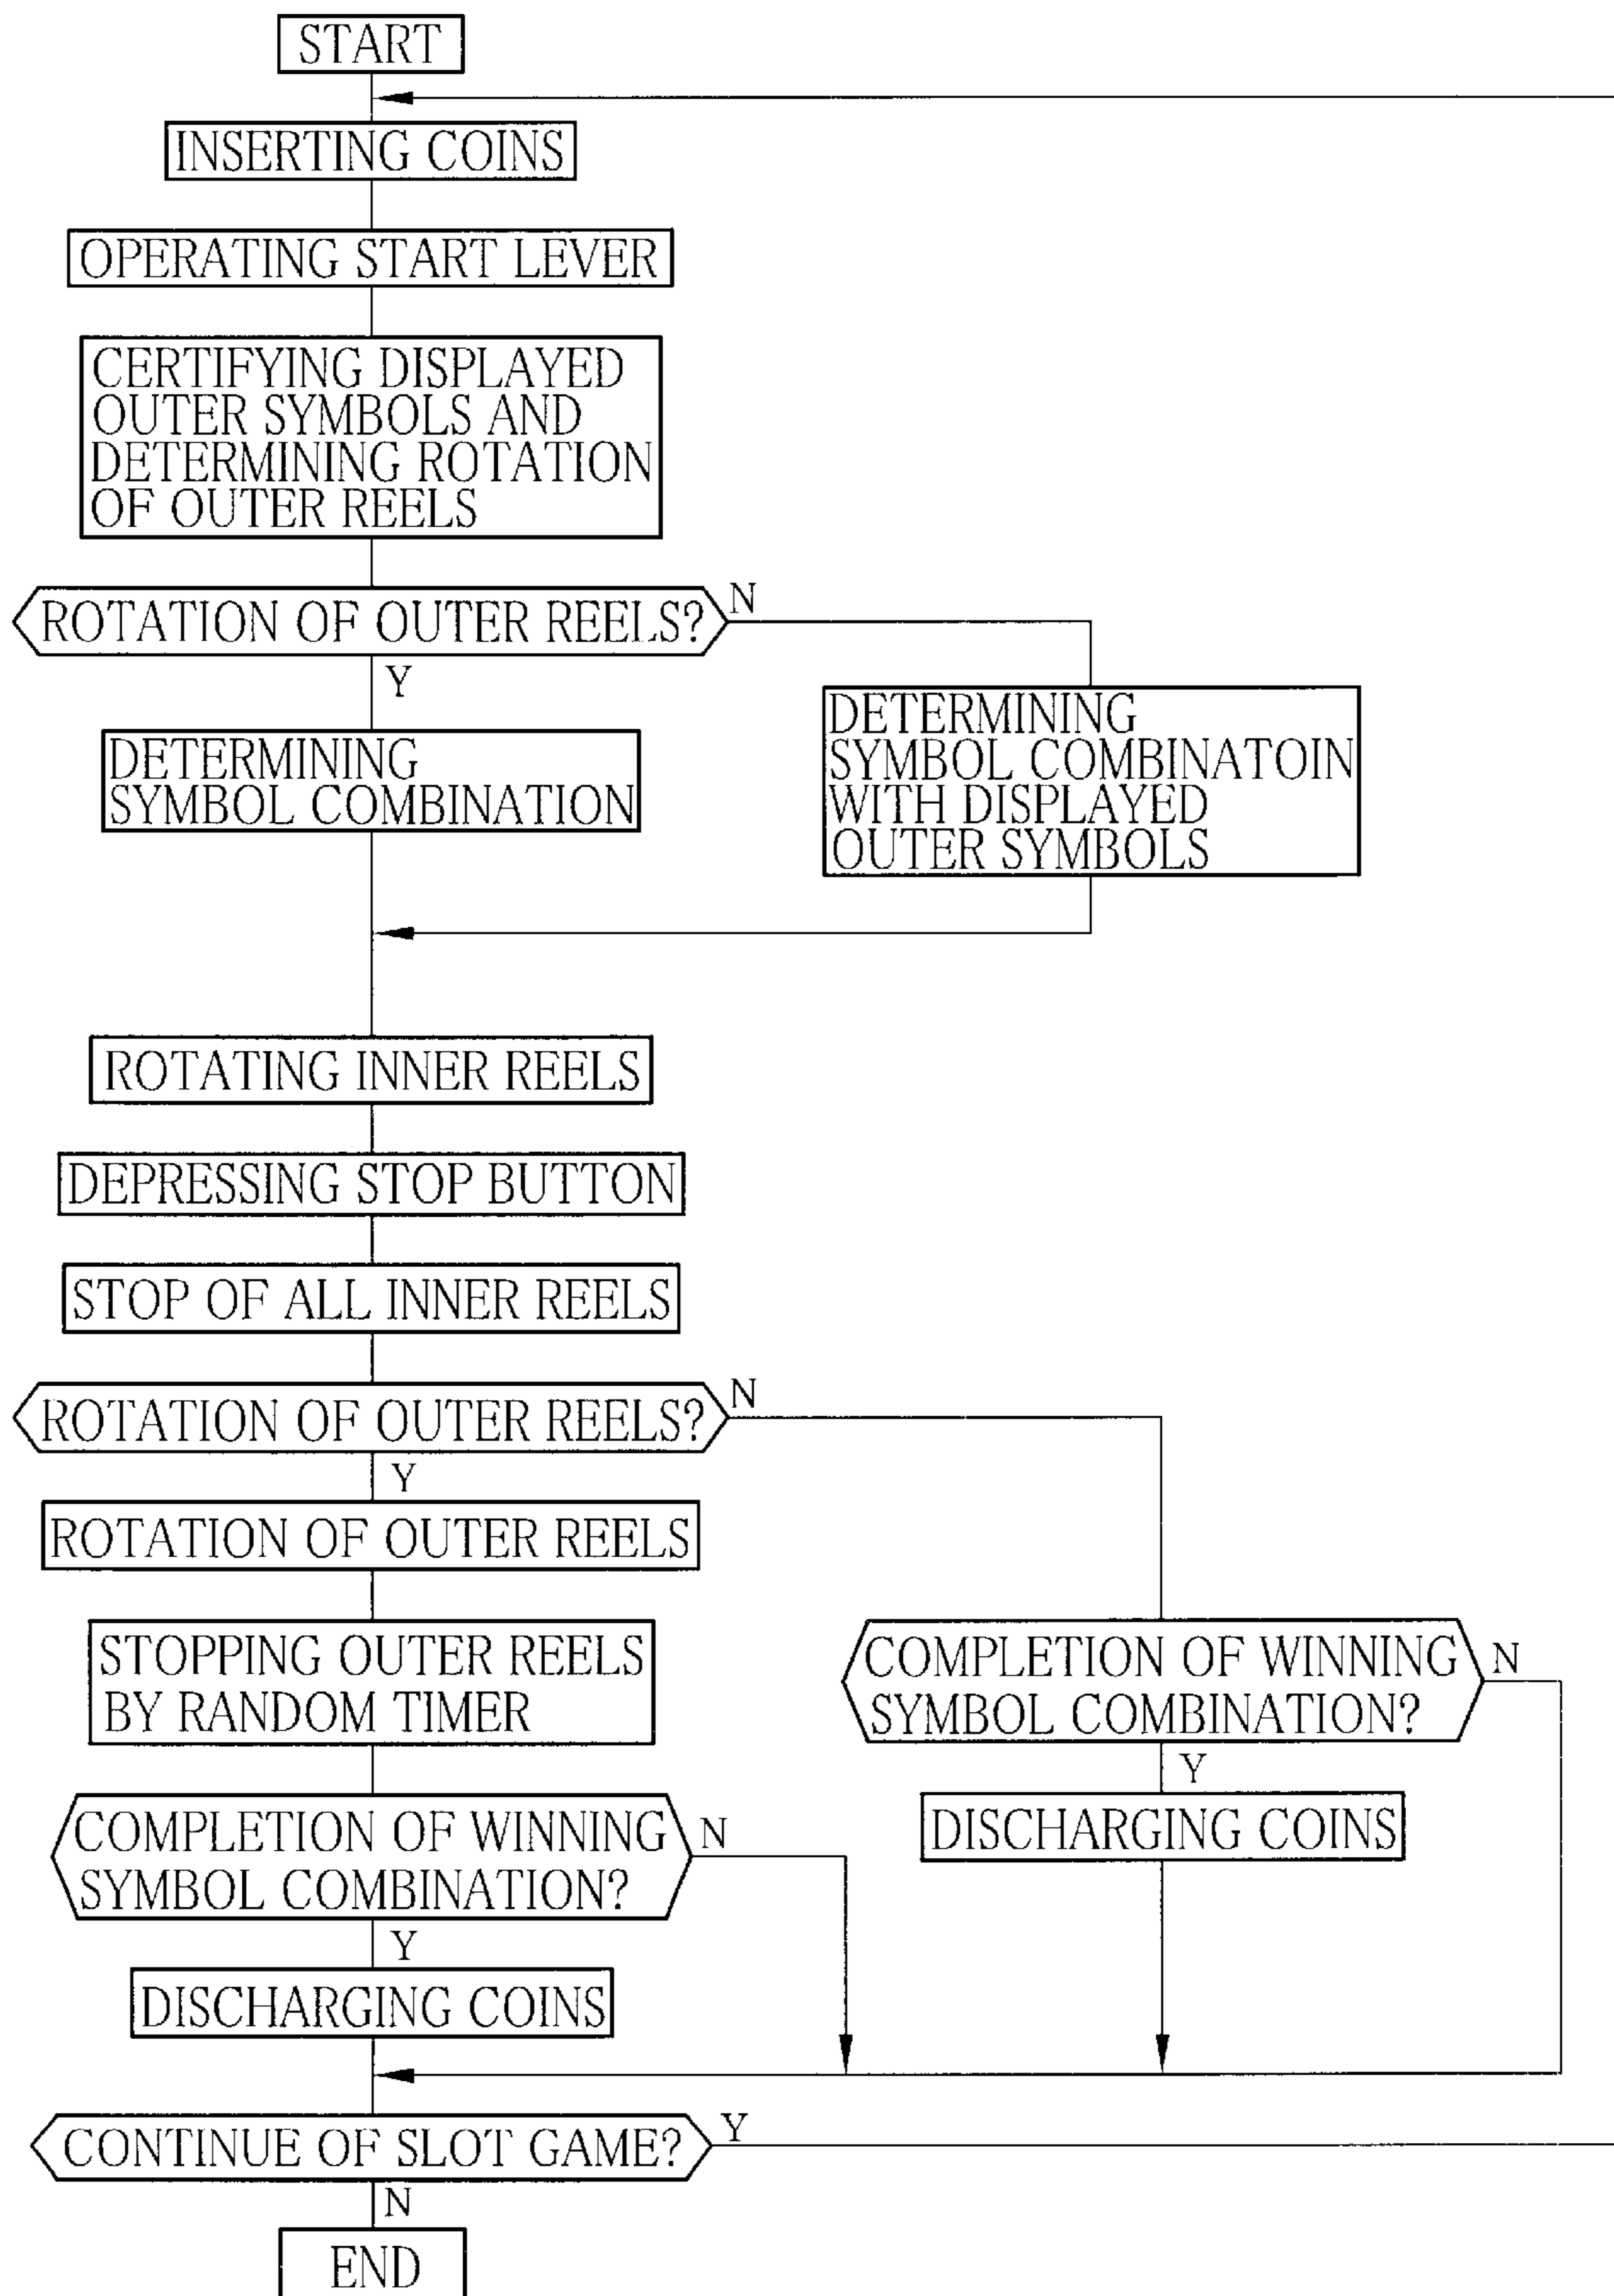 START
INSERTING COINS
OPERATING START LEVER
CERTIFYING DISPLAYED
OUTER SYMBOLS AND
DETERMINING ROTATION
OF OUTER REELS
ROTATION OF OUTER REELS?
N
Y
DETERMINING
SYMBOL COMBINATION
DETERMINING
SYMBOL COMBINATOIN
WITH DISPLAYED
OUTER SYMBOLS
ROTATING INNER REELS
DEPRESSING STOP BUTTON
STOP OF ALL INNER REELS
ROTATION OF OUTER REELS?
N
Y
ROTATION OF OUTER REELS
STOPPING OUTER REELS
BY RANDOM TIMER
COMPLETION OF WINNING
SYMBOL COMBINATION?
N
Y
DISCHARGING COINS
COMPLETION OF WINNING
SYMBOL COMBINATION?
N
Y
DISCHARGING COINS
CONTINUE OF SLOT GAME?
Y
N
END